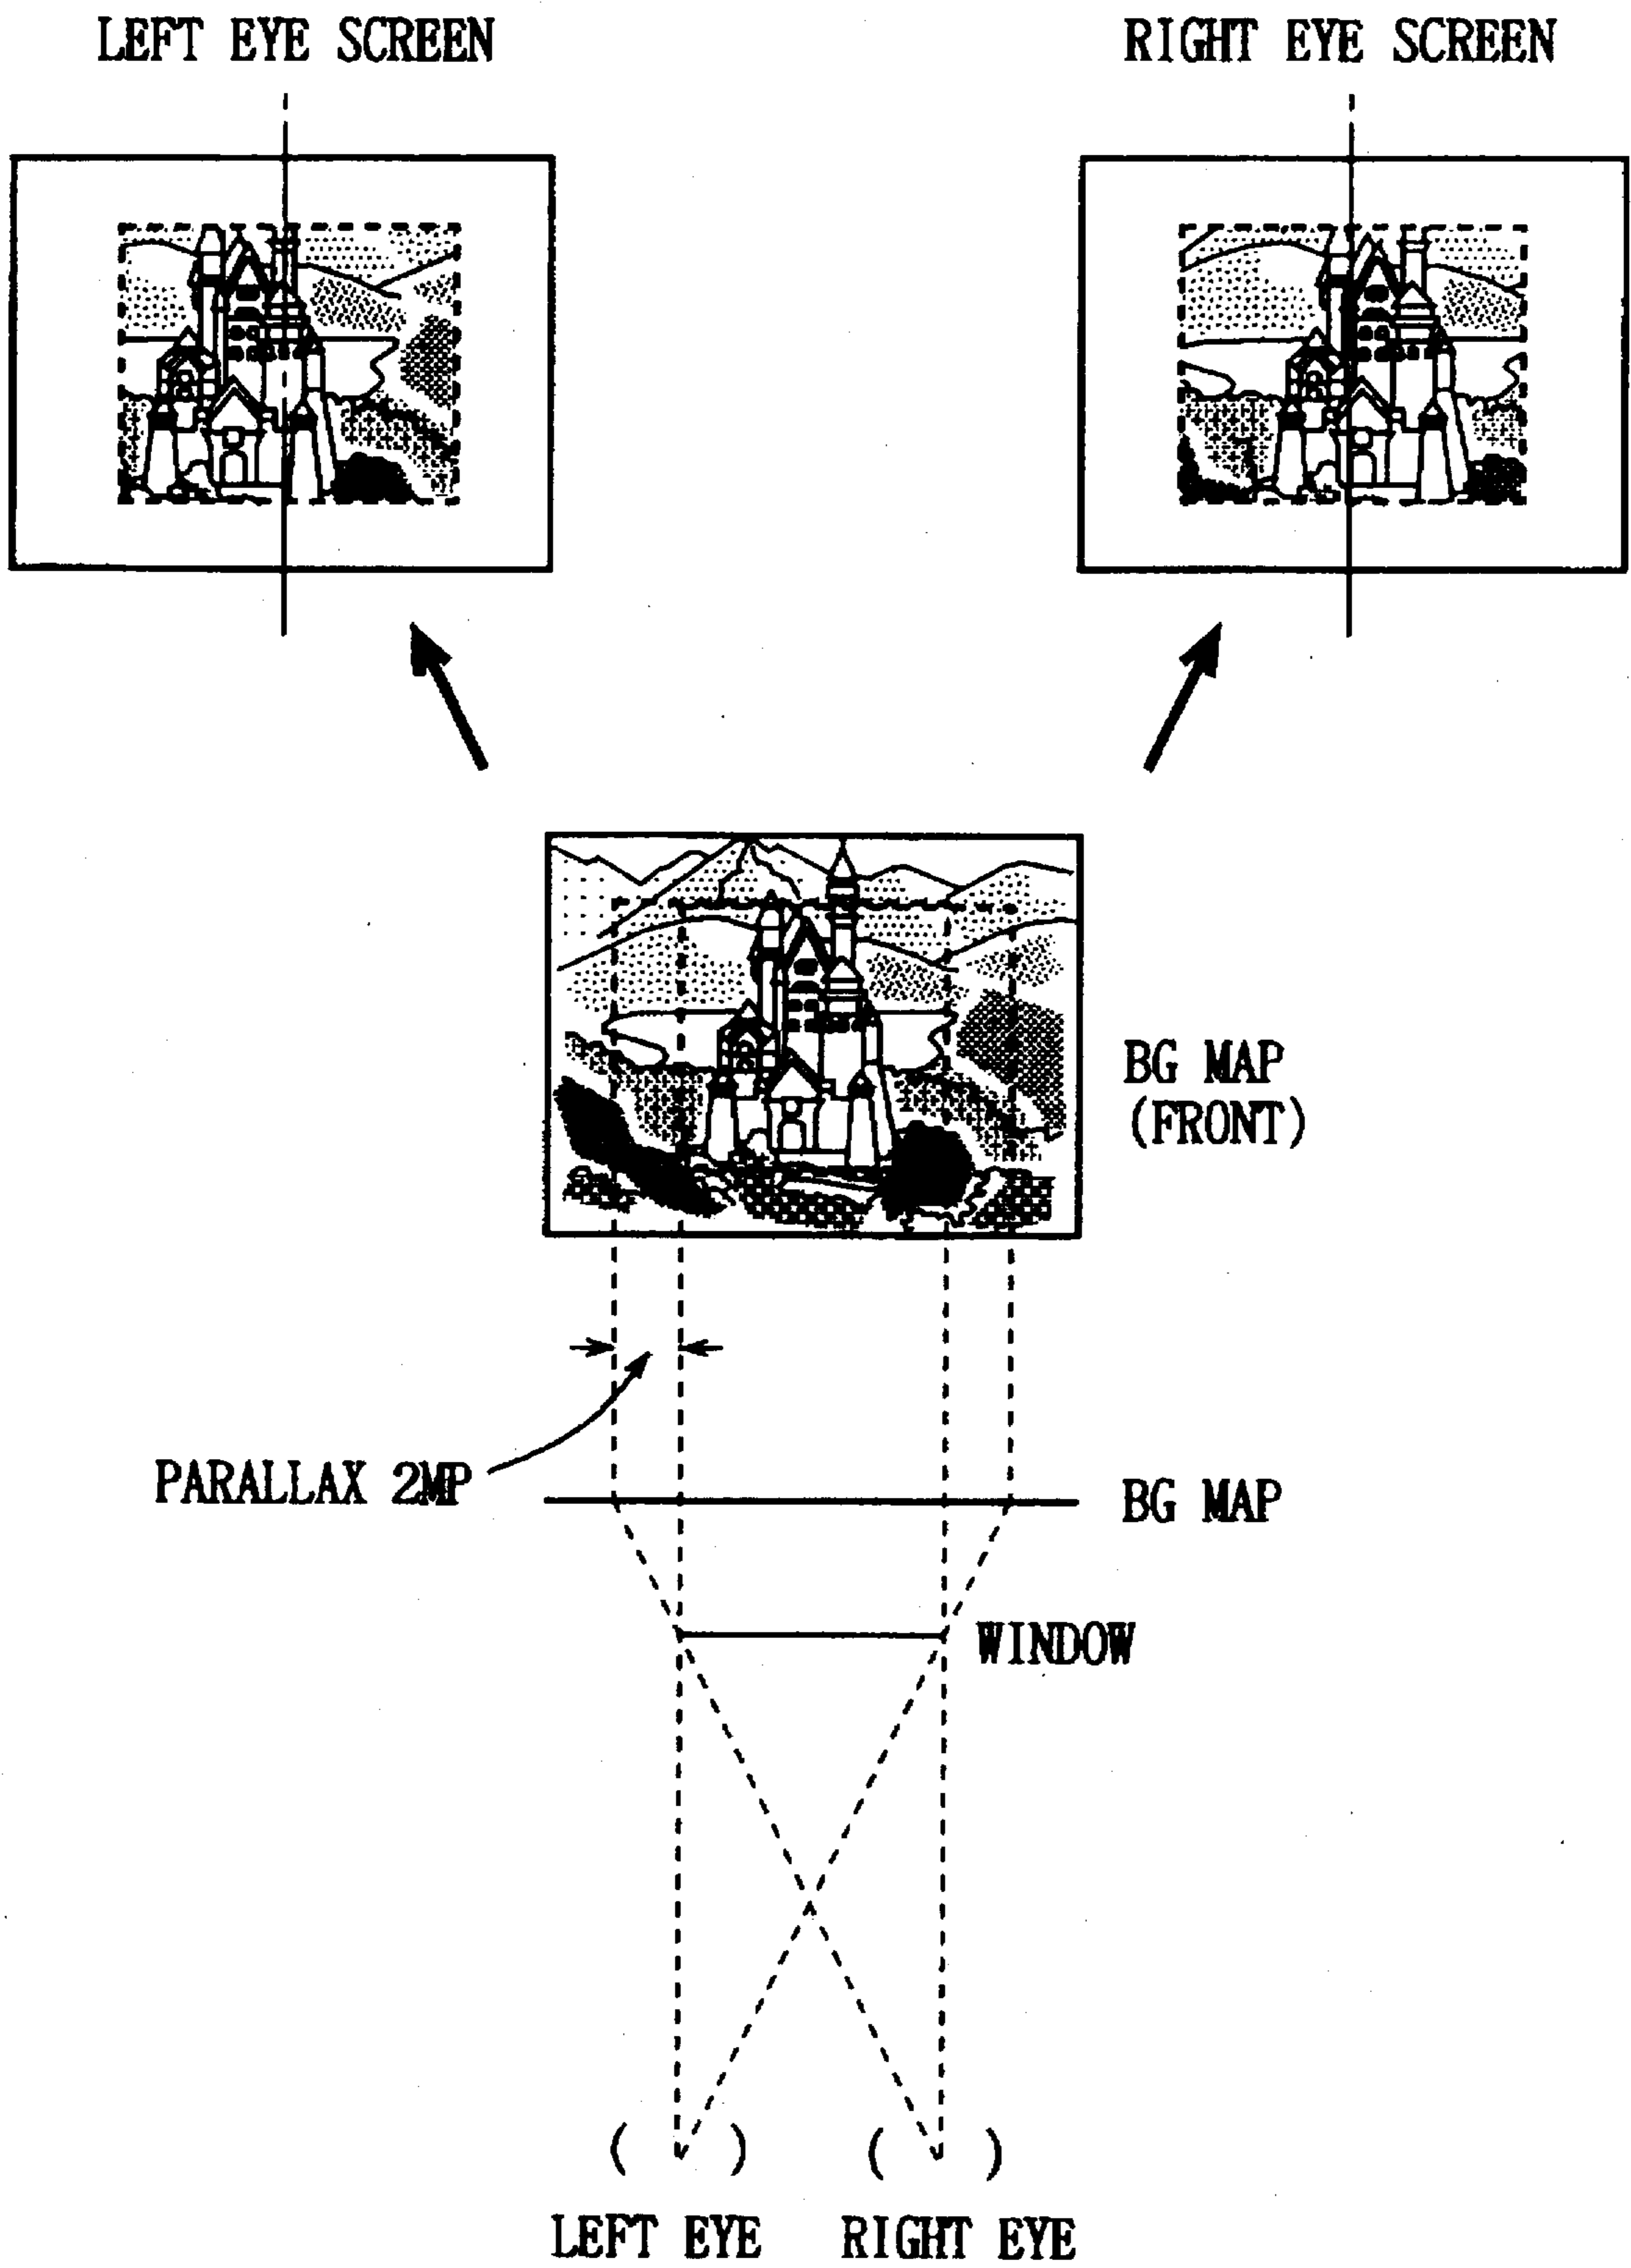 LEFT EYE SCREEN
RIGHT EYE SCREEN
BG MAP
(FRONT)
PARALLAX 2MP
BG MAP
WINDOW
( ) ( )
LEFT EYE
RIGHT EYE